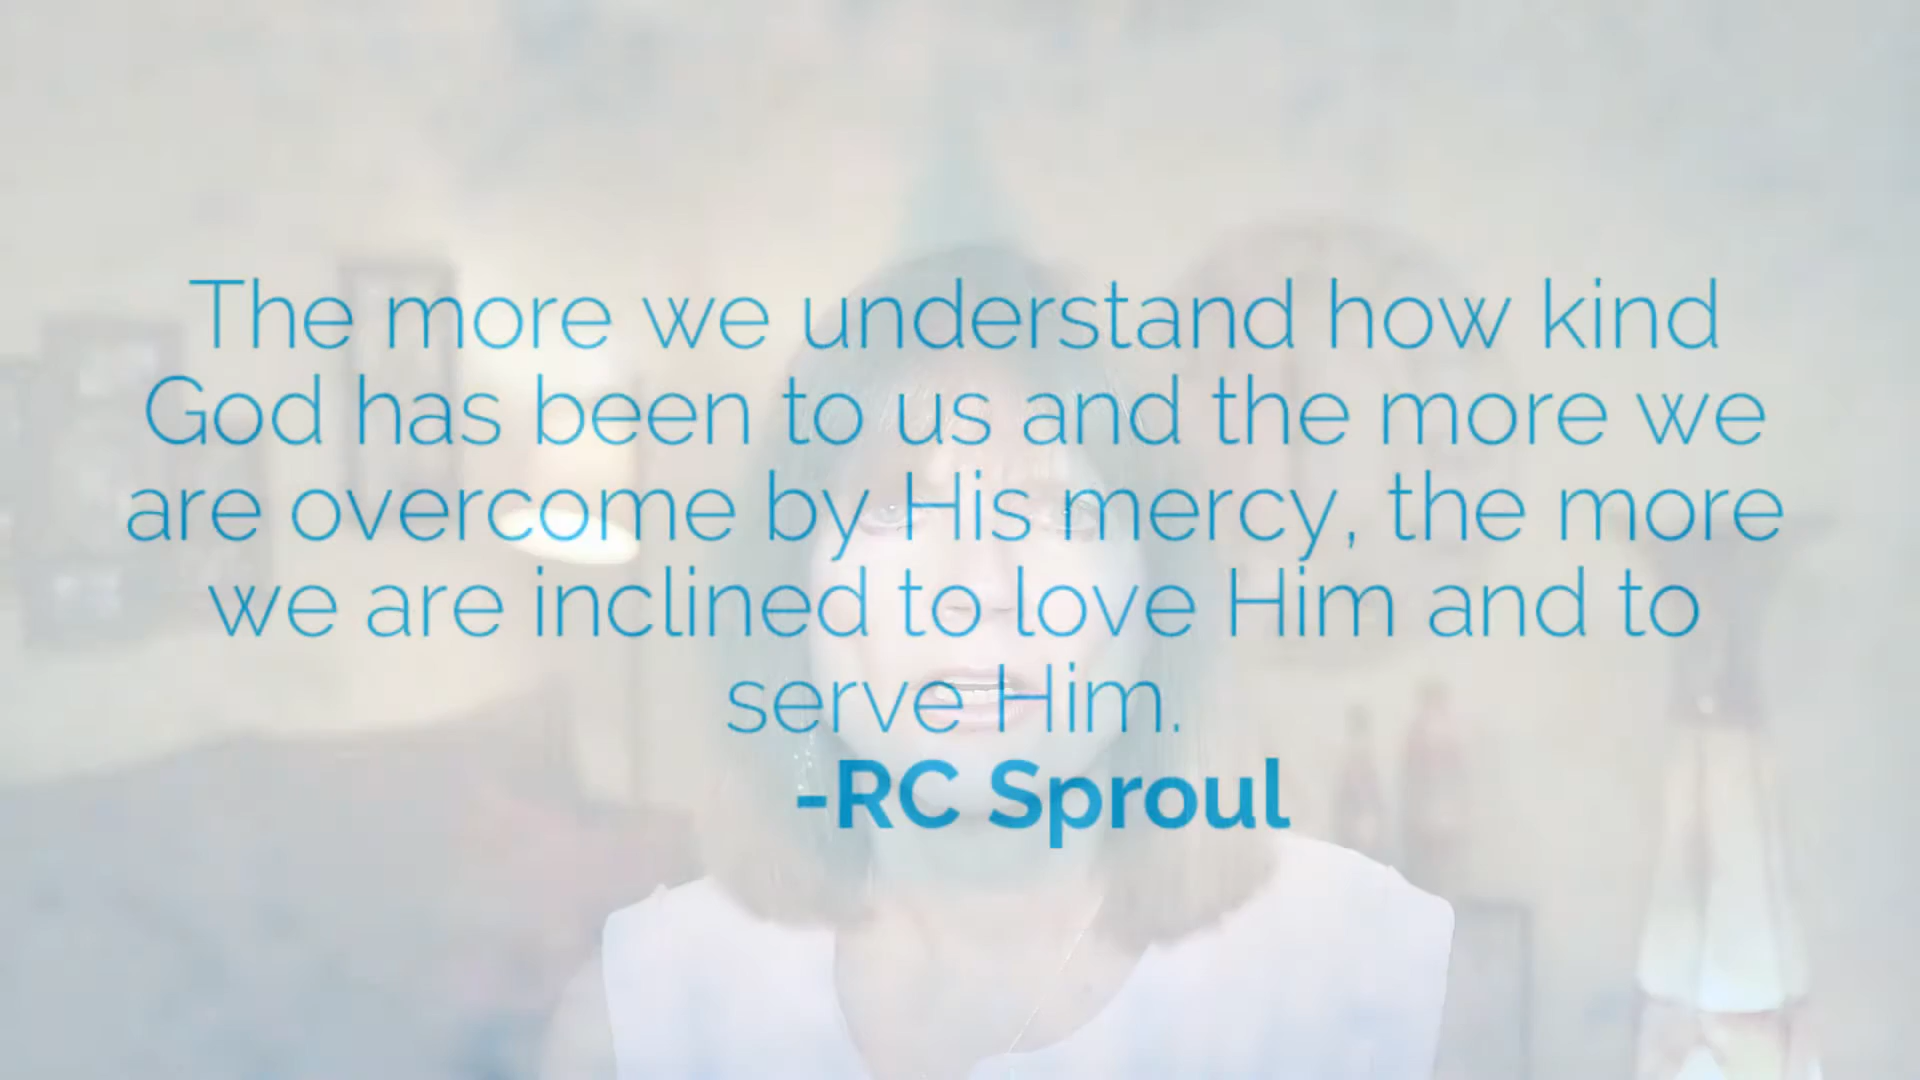 The more we understand how kind
God has been to us and the more we
are overcome by His mercy, the more
we are inclined to love Him and to
serve Him.
-RC Sproul